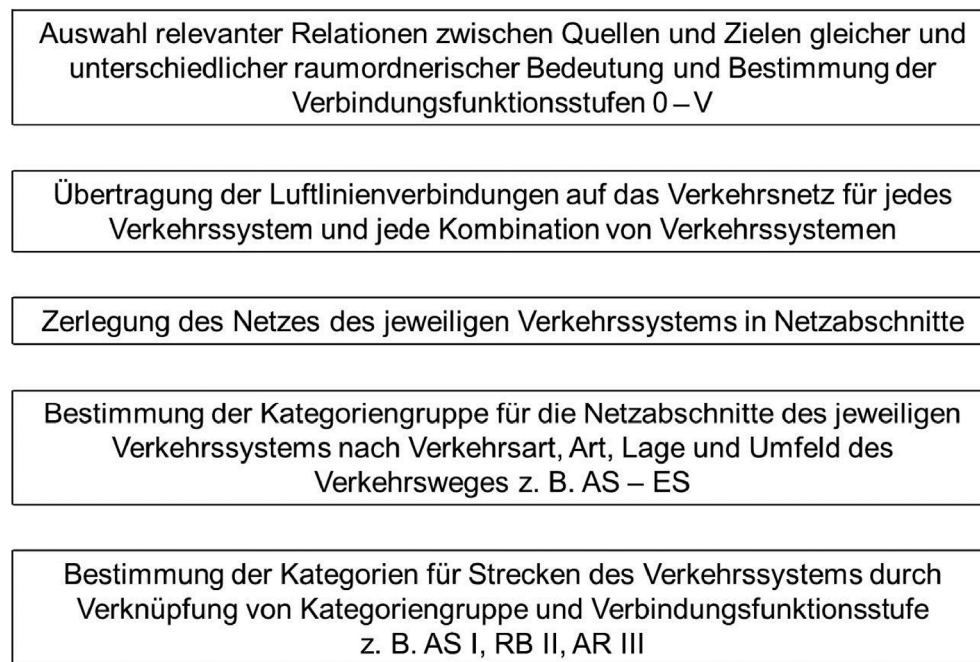 Auswahl relevanter Relationen zwischen Quellen und Zielen gleicher und
unterschiedlicher raumordnerischer Bedeutung und Bestimmung der
Verbindungsfunktionsstufen 0 – V
Übertragung der Luftlinienverbindungen auf das Verkehrsnetz für jedes
Verkehrssystem und jede Kombination von Verkehrssystemen
Zerlegung des Netzes des jeweiligen Verkehrssystems in Netzabschnitte
Bestimmung der Kategoriengruppe für die Netzabschnitte des jeweiligen
Verkehrssystems nach Verkehrsart, Art, Lage und Umfeld des
Verkehrsweges z. B. AS – ES
Bestimmung der Kategorien für Strecken des Verkehrssystems durch
Verknüpfung von Kategoriengruppe und Verbindungsfunktionsstufe
z. B. AS I, RB II, AR III